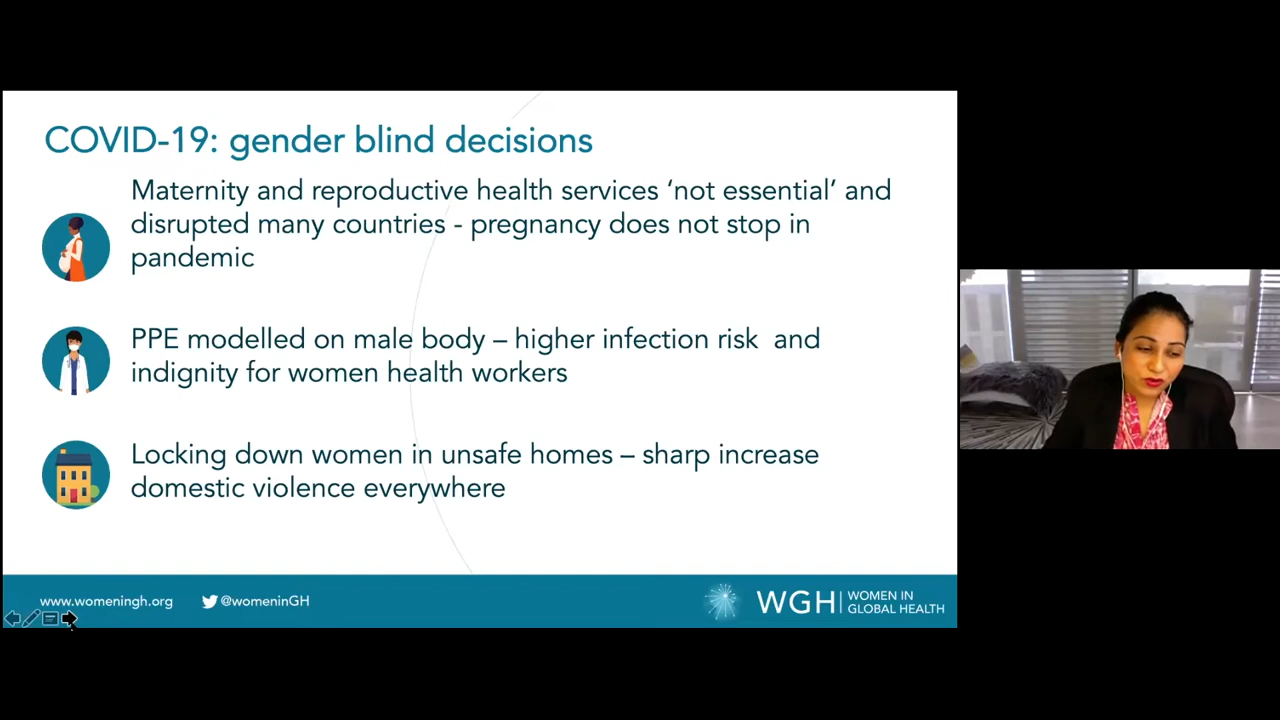 COVID-19: gender blind decisions
Maternity and reproductive health services ‘not essential’ and
disrupted many countries - pregnancy does not stop in
pandemic
PPE modelled on male body – higher infection risk  and
indignity for women health workers
Locking down women in unsafe homes – sharp increase
domestic violence everywhere
www.womeningh.org
@womeninGH
WGH
WOMEN IN
GLOBAL HEALTH